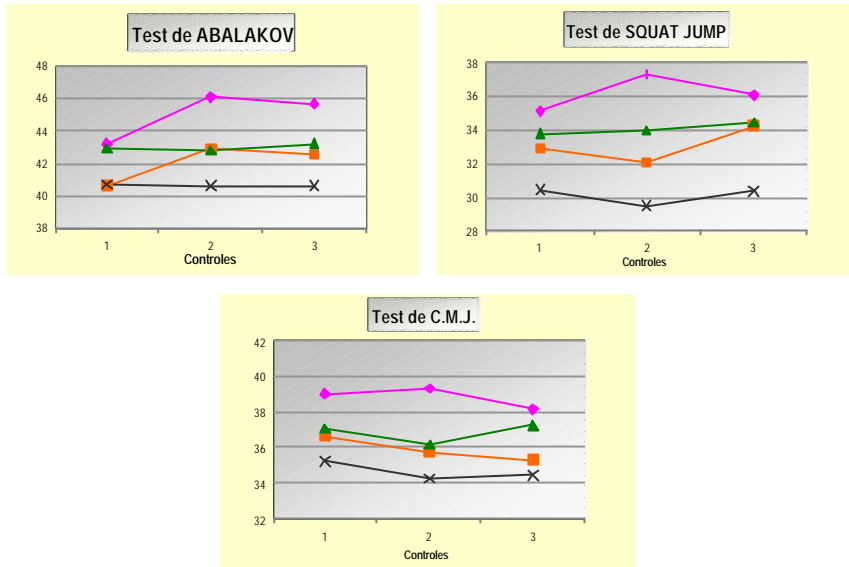 Test de ABALAKOV
48
46
44
42
40
38
1 2 3
Controles
Test de SQUAT JUMP
38
36
34
32
30
28
1 2 3
Controles
Test de C.M.J.
42
40
38
36
34
32
1 2 3
Controles